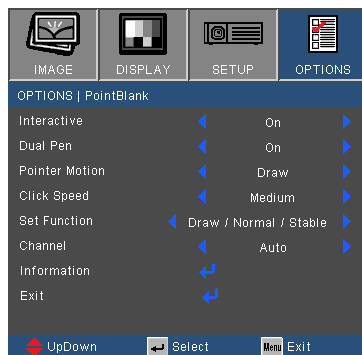 IMAGE DISPLAY SETUP OPTIONS
OPTIONS | PointBlank
Interactive On
Dual Pen On
Pointer Motion Draw
Click Speed Medium
Set Function Draw / Normal / Stable
Channel Auto
Information
Exit
UpDown Select Menu Exit